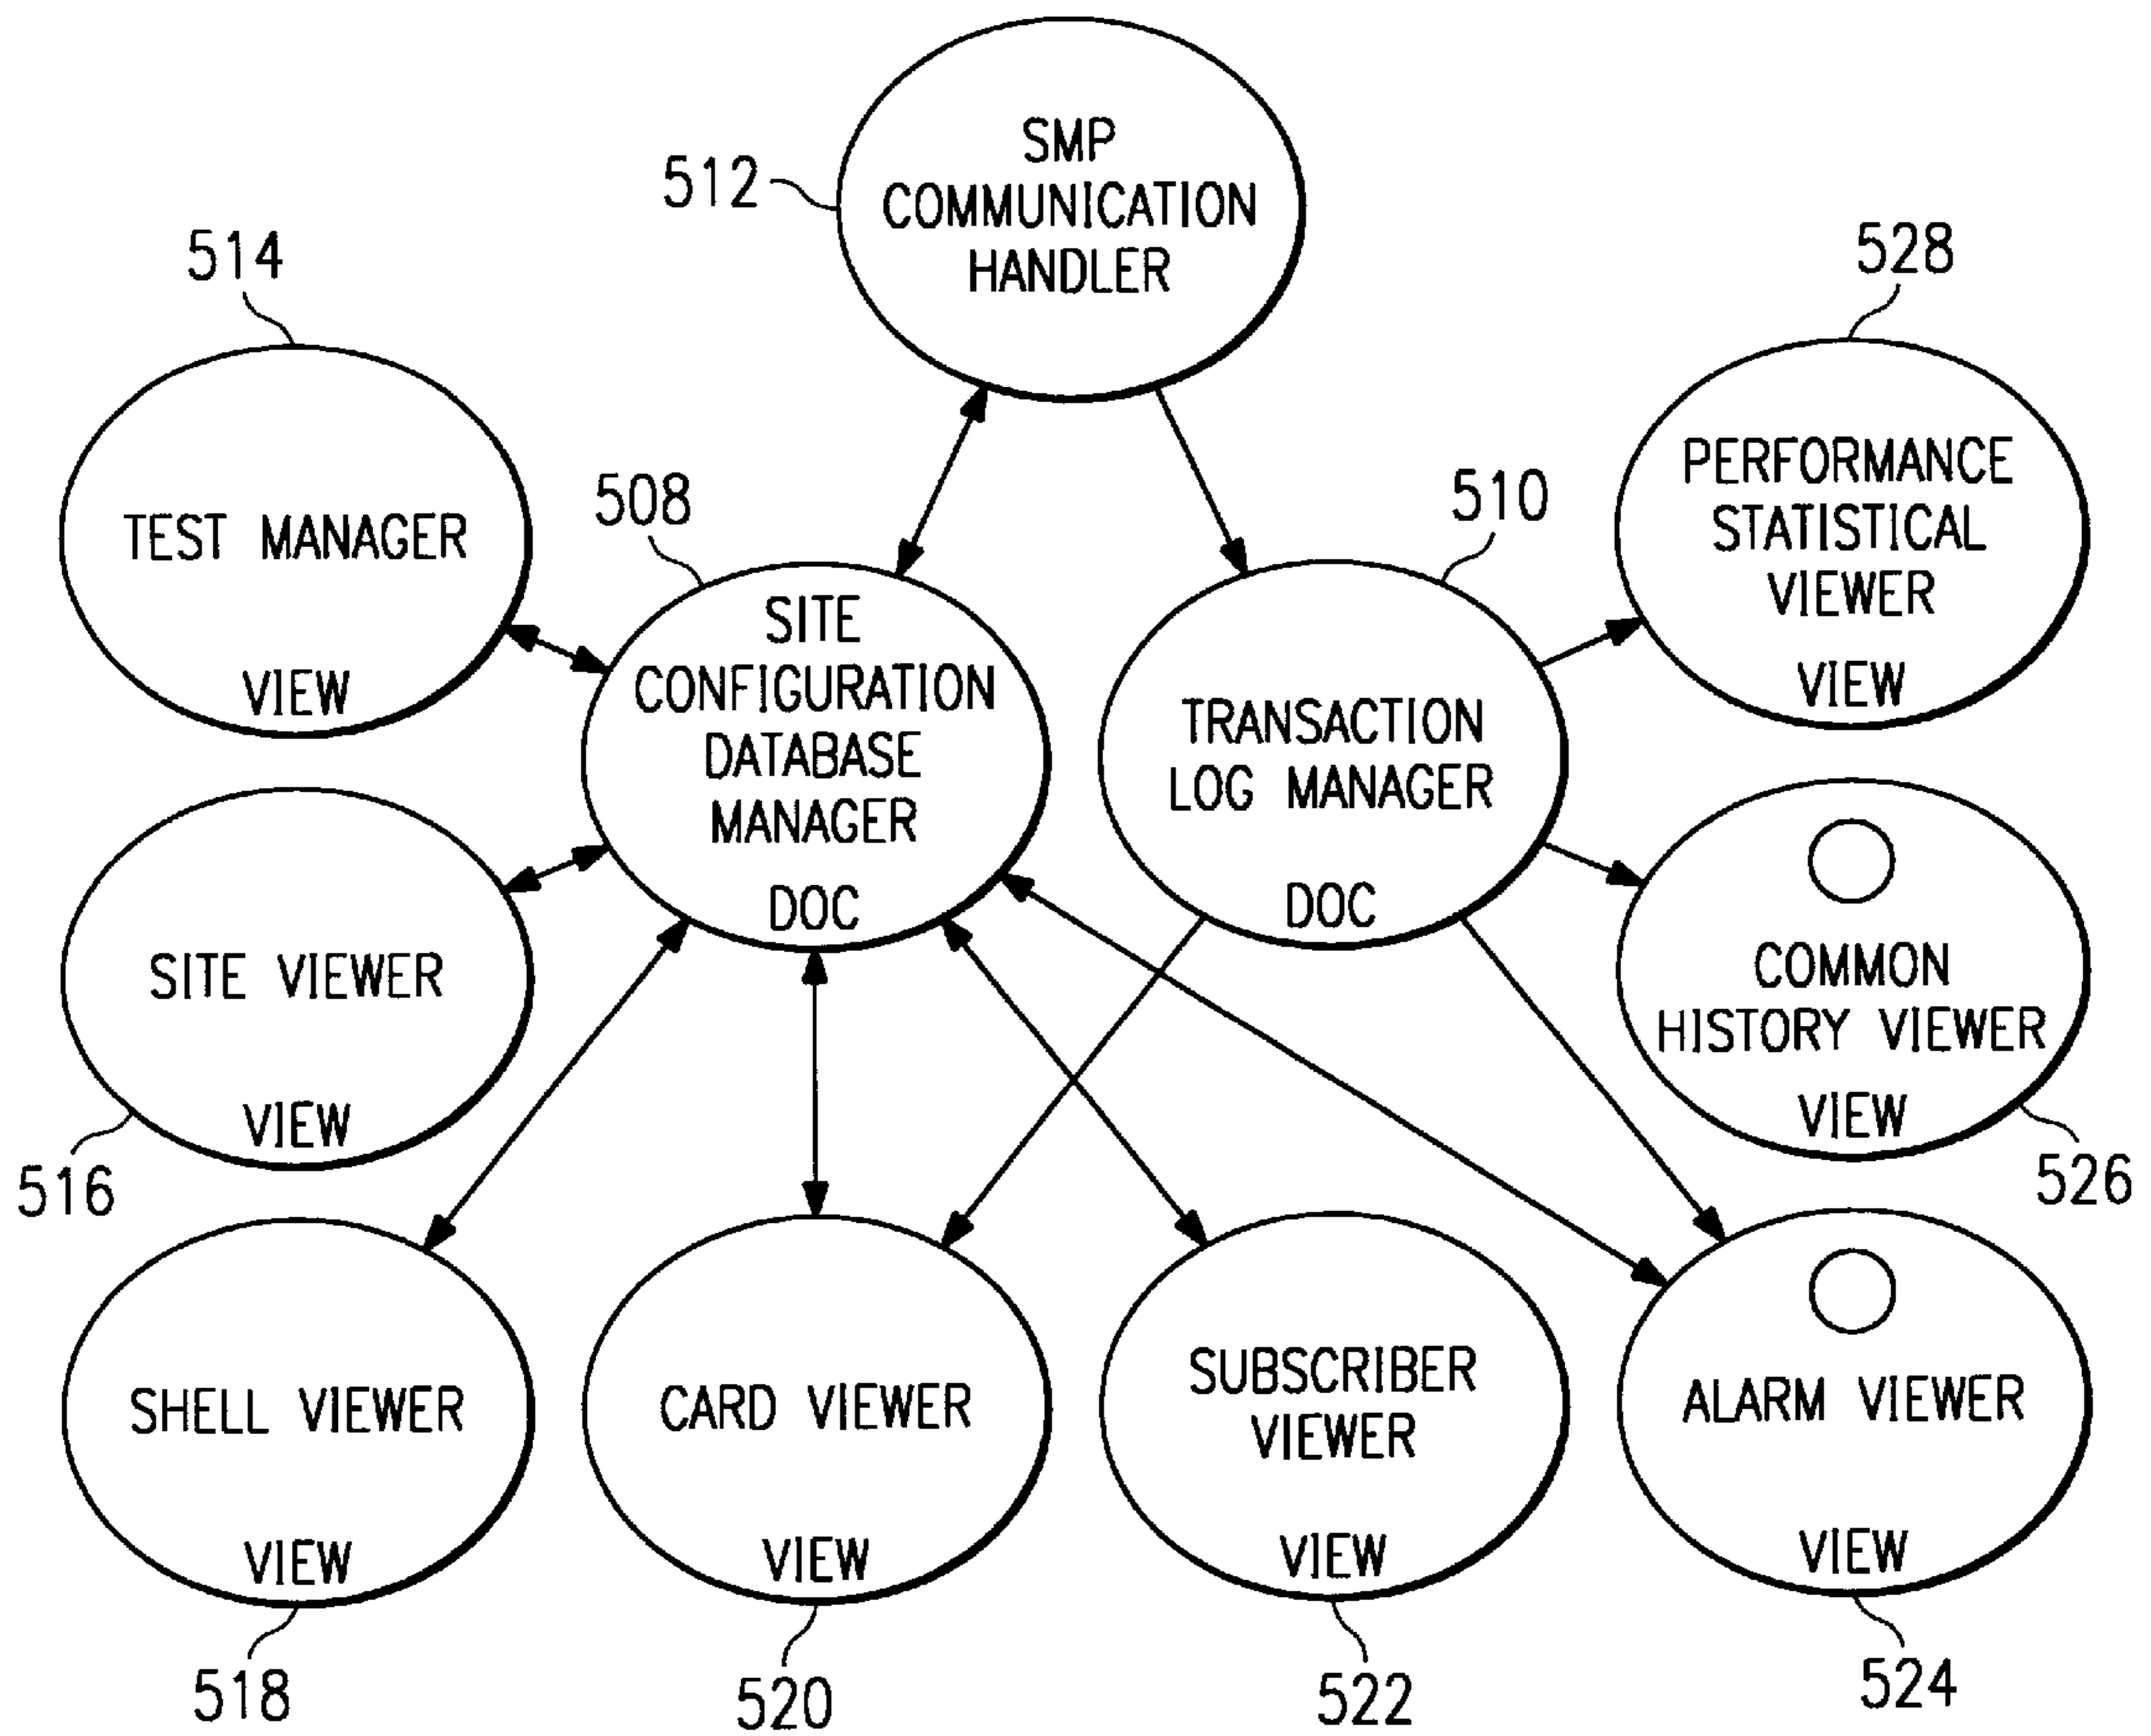 SMP
COMMUNICATION
HANDLER
512
514
TEST MANAGER
VIEW
508
SITE
CONFIGURATION
DATABASE
MANAGER
DOC
510
TRANSACTION
LOG MANAGER
DOC
528
PERFORMANCE
STATISTICAL
VIEWER
VIEW
SITE VIEWER
VIEW
516
COMMON
HISTORY VIEWER
VIEW
526
SHELL VIEWER
VIEW
518
CARD VIEWER
VIEW
520
SUBSCRIBER
VIEWER
VIEW
522
ALARM VIEWER
VIEW
524